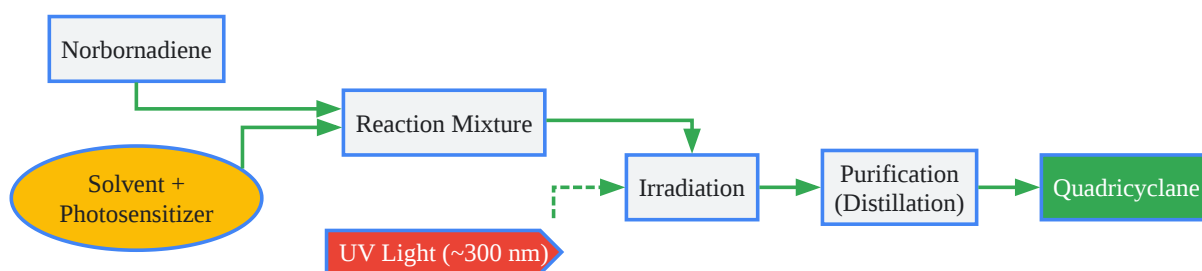 Norbornadiene
Solvent +
Photosensitizer
Reaction Mixture
UV Light (~300 nm)
Irradiation
Purification
(Distillation)
Quadricyclane